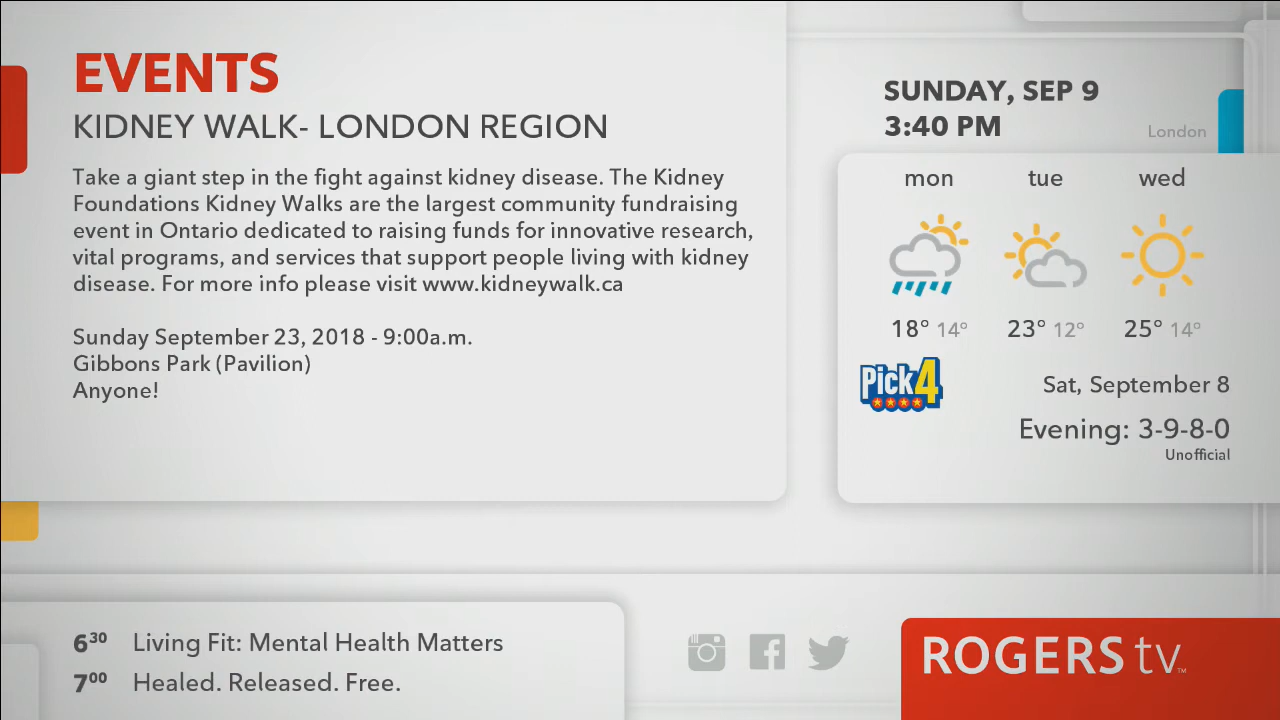 EVENTS
KIDNEY WALK- LONDON REGION
Take a giant step in the fight against kidney disease. The Kidney
Foundations Kidney Walks are the largest community fundraising
event in Ontario dedicated to raising funds for innovative research,
vital programs, and services that support people living with kidney
disease. For more info please visit www.kidneywalk.ca
Sunday September 23, 2018 - 9:00a.m.
Gibbons Park (Pavilion)
Anyone!
SUNDAY, SEP 9
3:40 PM
London
mon tue wed
18° 14° 23° 12° 25° 14°
Pick 4
Sat, September 8
Evening: 3-9-8-0
Unofficial
6³⁰ Living Fit: Mental Health Matters
7⁰⁰ Healed. Released. Free.
ROGERS tv™